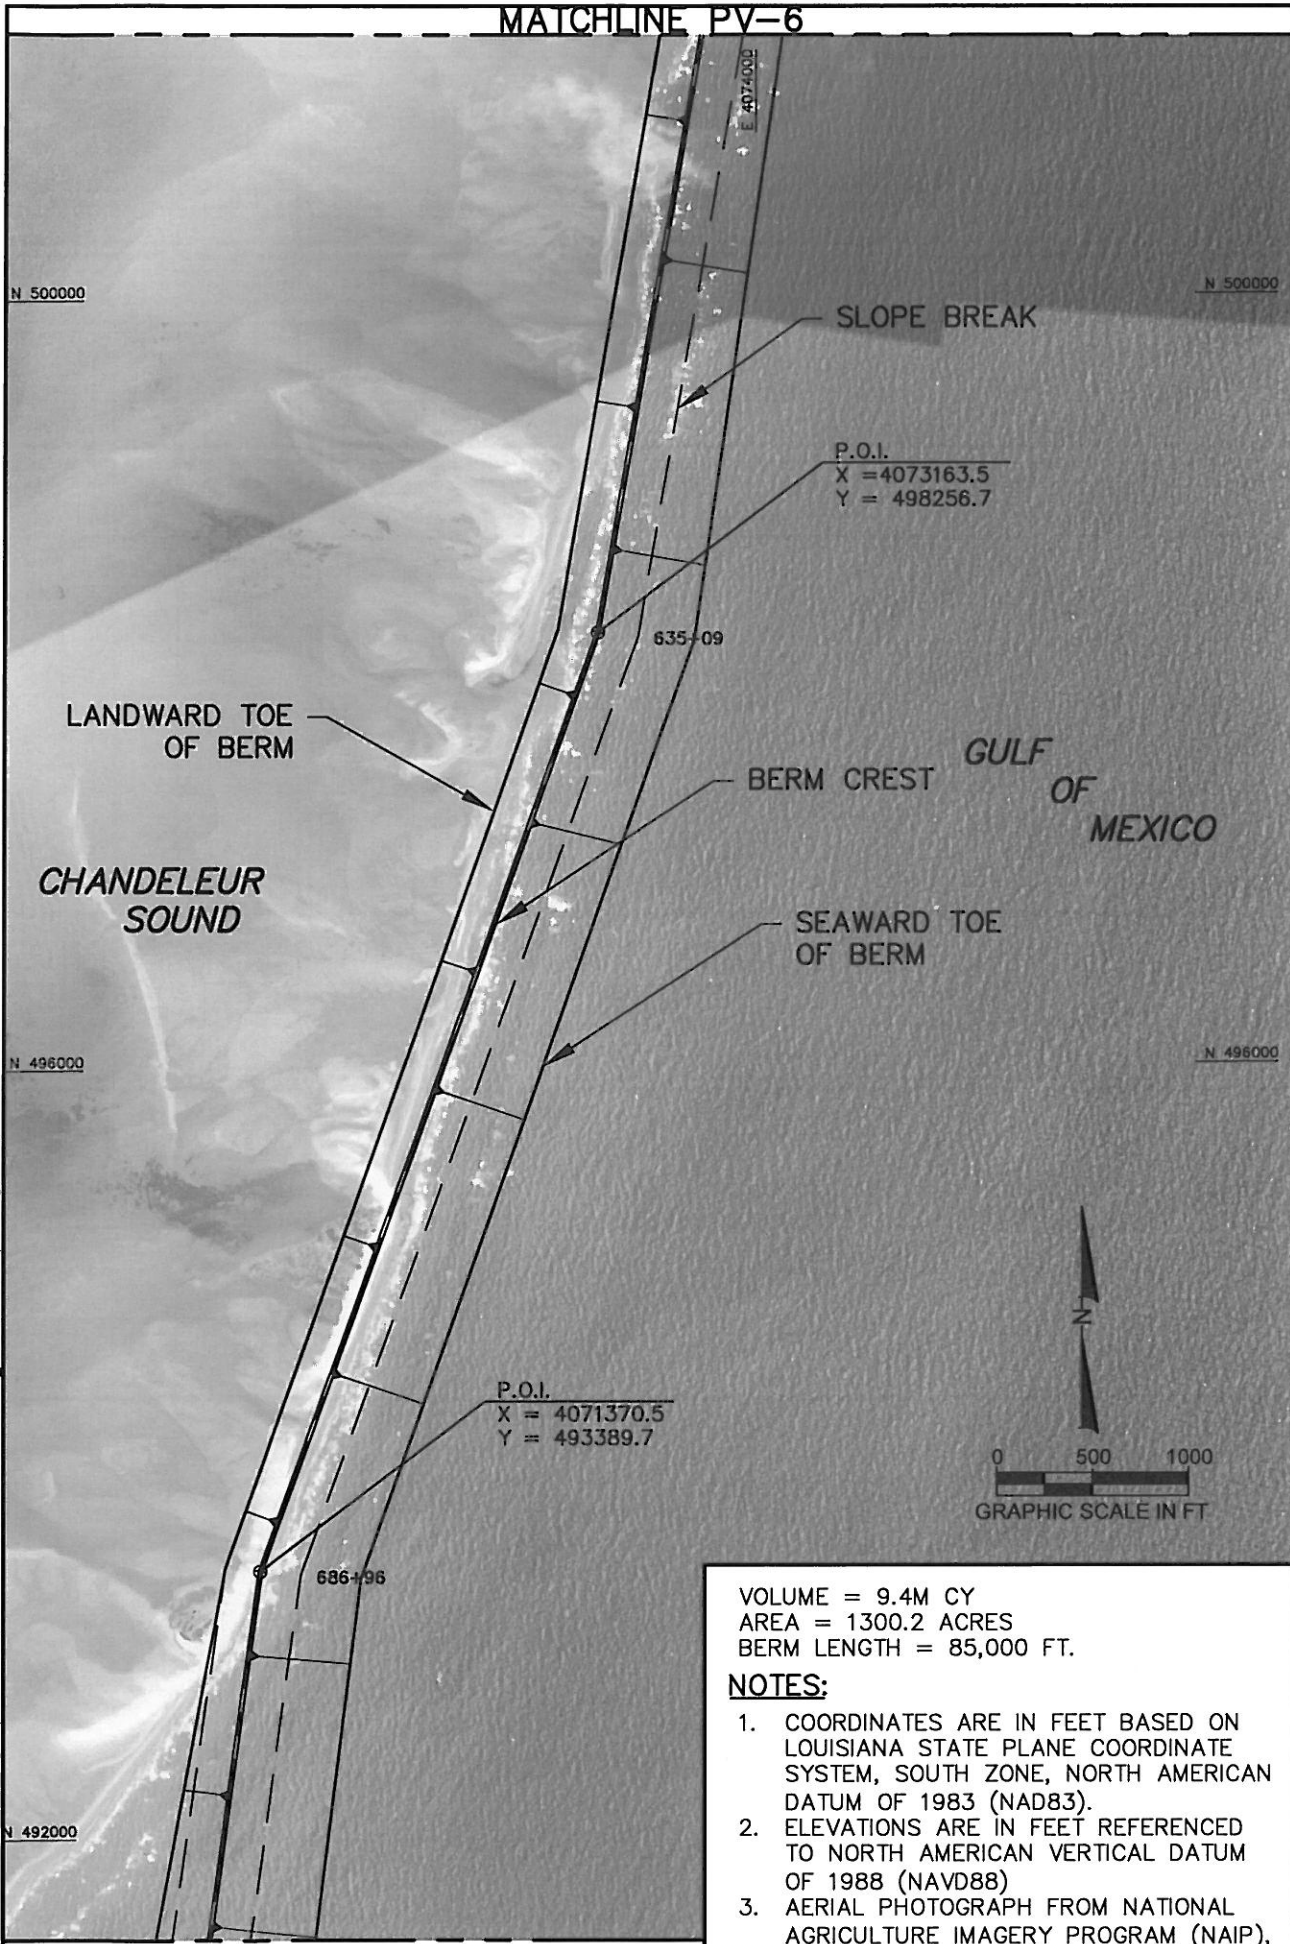 MATCHLINE PV-6
E 4074000
N 500000
N 500000
SLOPE BREAK
P.O.I.
X =4073163.5
Y = 498256.7
635+09
LANDWARD TOE
OF BERM
BERM CREST
GULF
OF
MEXICO
CHANDELEUR
SOUND
SEAWARD TOE
OF BERM
N 496000
N 496000
N
P.O.I.
X = 4071370.5
Y = 493389.7
0 500 1000
GRAPHIC SCALE IN FT
686+96
N 492000
VOLUME = 9.4M CY
AREA = 1300.2 ACRES
BERM LENGTH = 85,000 FT.
NOTES:
1. COORDINATES ARE IN FEET BASED ON
LOUISIANA STATE PLANE COORDINATE
SYSTEM, SOUTH ZONE, NORTH AMERICAN
DATUM OF 1983 (NAD83).
2. ELEVATIONS ARE IN FEET REFERENCED
TO NORTH AMERICAN VERTICAL DATUM
OF 1988 (NAVD88)
3. AERIAL PHOTOGRAPH FROM NATIONAL
AGRICULTURE IMAGERY PROGRAM (NAIP),